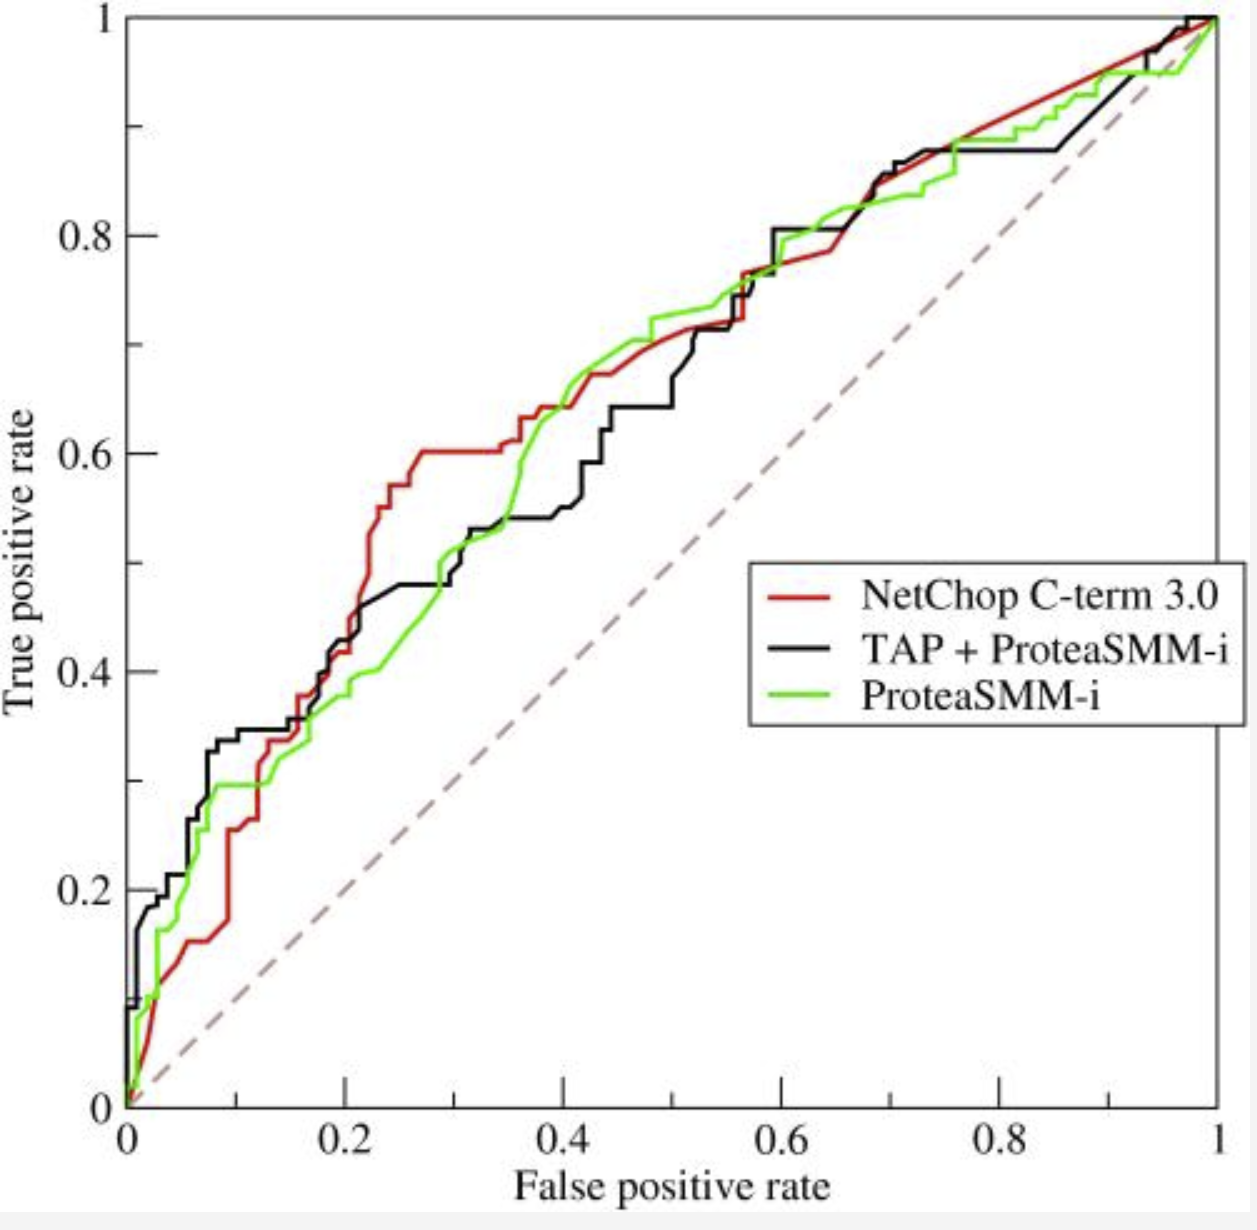 1
0.8
0.6
0.4
0.2
0
True positive rate
NetChop C-term 3.0
TAP + ProteaSMM-i
ProteaSMM-i
0 0.2 0.4 0.6 0.8 1
False positive rate